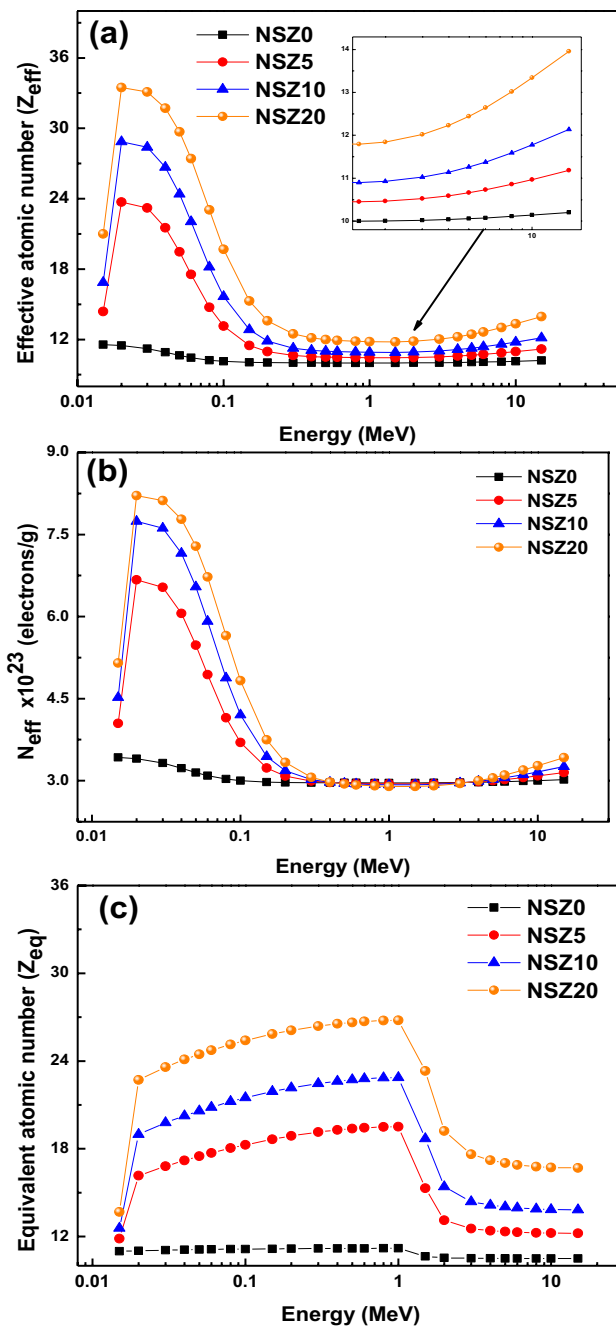 (a)
NSZ0
NSZ5
NSZ10
NSZ20
Effective atomic number (Zeff)
39
33
27
24
18
12
0.01
0.1
1
10
Energy (MeV)
14
13
12
11
10
10
(b)
NSZ0
NSZ5
NSZ10
NSZ20
Neff x10^23 (electrons/g)
9.0
7.5
6.0
4.5
3.0
0.01
0.1
1
10
Energy (MeV)
(c)
NSZ0
NSZ5
NSZ10
NSZ20
Equivalent atomic number (Zeq)
36
30
24
18
12
0.01
0.1
1
10
Energy (MeV)